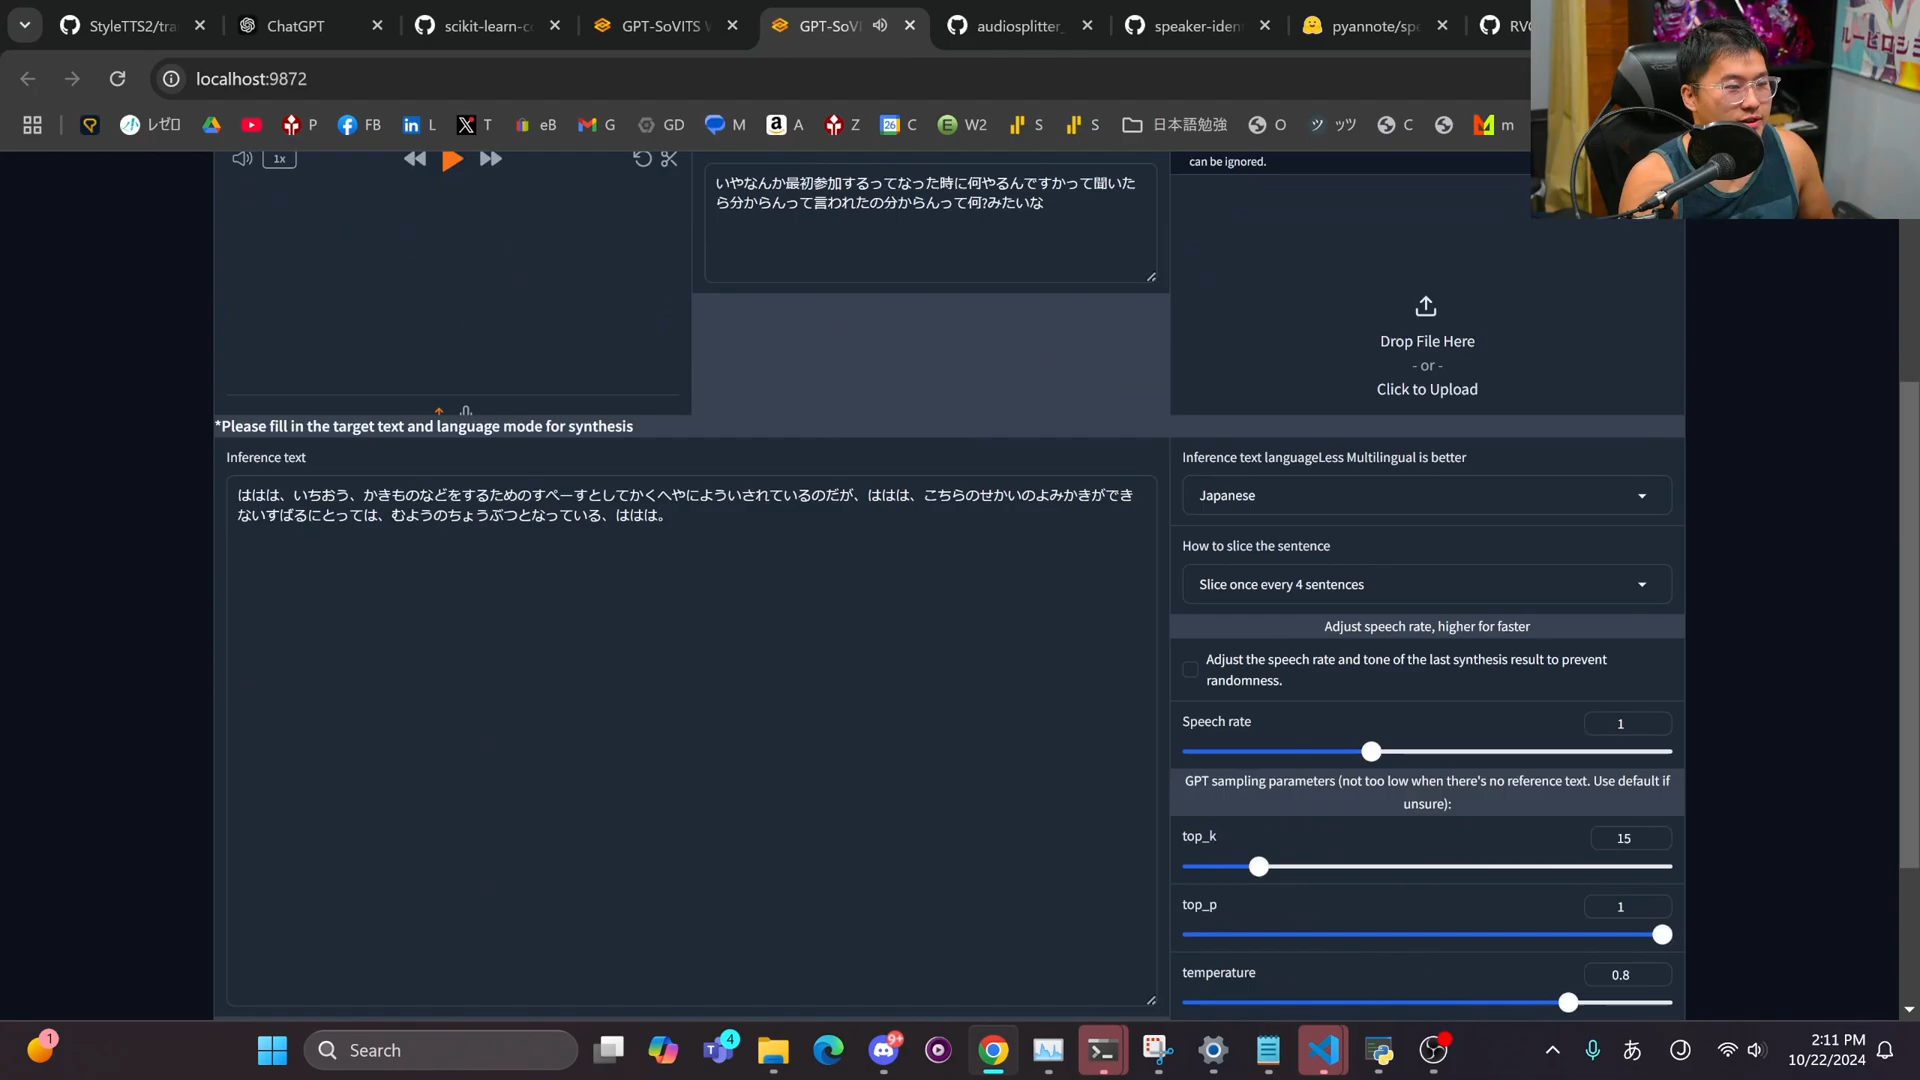 StyleTTS2/tra
ChatGPT
scikit-learn-c
GPT-SoVITS W
GPT-SoVI
audiosplitter_
speaker-iden
pyannote/spe
RVC
localhost:9872
レゼロ
P
FB
L
T
eB
G
GD
M
A
Z
26
C
W2
S
S
日本語勉強
O
ッツ
C
m
1x
can be ignored.
いやなんか最初参加するってなった時に何やるんですかって聞いた
ら分からんって言われたの分からんって何?みたいな
Drop File Here
- or -
Click to Upload
*Please fill in the target text and language mode for synthesis
Inference text
ははは、いちおう、かきものなどをするためのすぺーすとしてかくへやによういされているのだが、ははは、こちらのせかいのよみかきができ
ないすばるにとっては、むようのちょうぶつとなっている、ははは。
Inference text languageLess Multilingual is better
Japanese
How to slice the sentence
Slice once every 4 sentences
Adjust speech rate, higher for faster
Adjust the speech rate and tone of the last synthesis result to prevent
randomness.
Speech rate
1
GPT sampling parameters (not too low when there's no reference text. Use default if
unsure):
top_k
15
top_p
1
temperature
0.8
1
Search
4
9+
あ
2:11 PM
10/22/2024